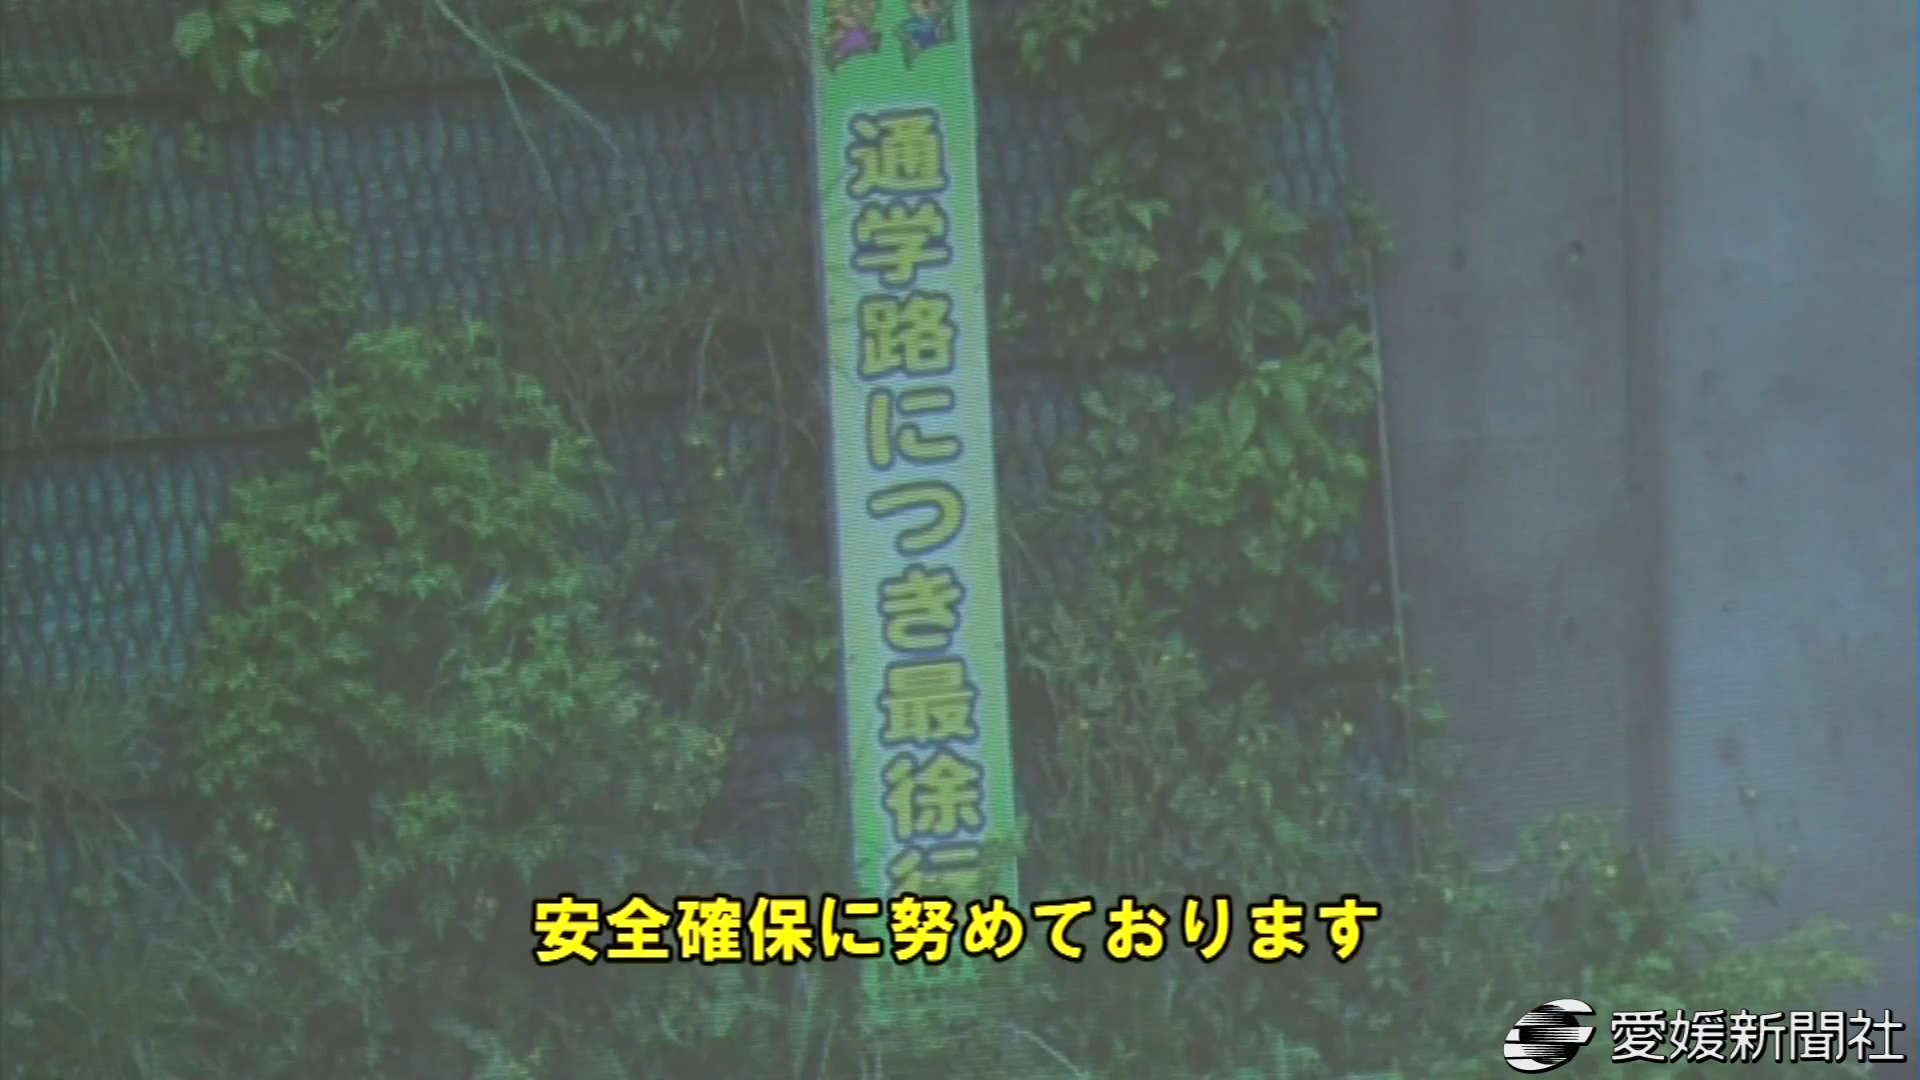 通学路につき最徐行
安全確保に努めております
愛媛新聞社